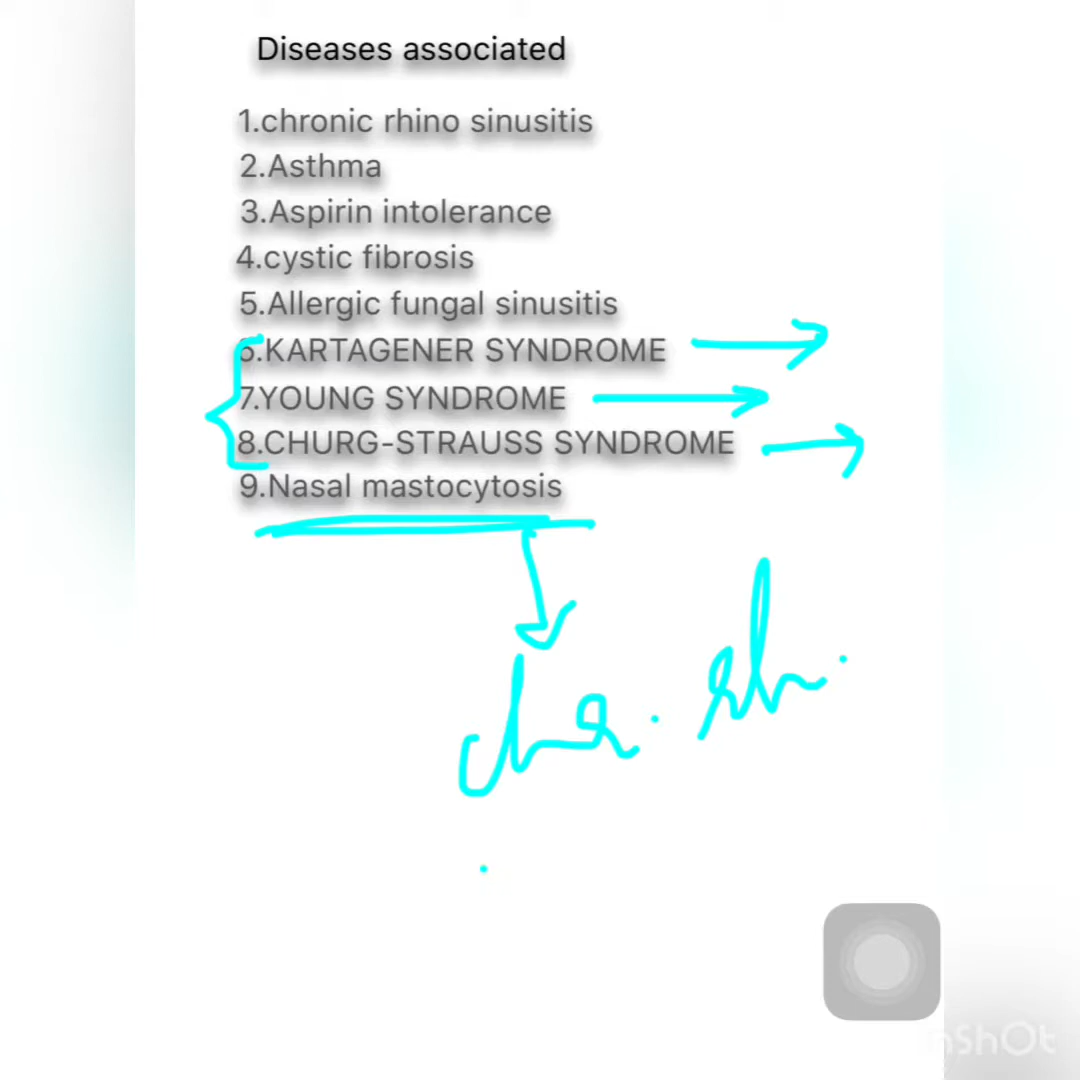 Diseases associated
1.chronic rhino sinusitis
2.Asthma
3.Aspirin intolerance
4.cystic fibrosis
5.Allergic fungal sinusitis
6.KARTAGENER SYNDROME
7.YOUNG SYNDROME
8.CHURG-STRAUSS SYNDROME
9.Nasal mastocytosis
nShOt